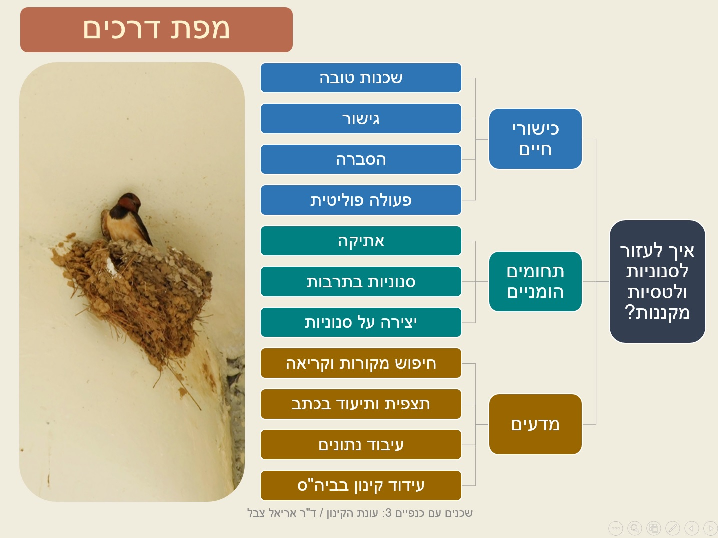 מפת דרכים
איך לעזור
לסנוניות
ולטסיות
מקננות?
כישורי
חיים
שכנות טובה
גישור
הסברה
פעולה פוליטית
תחומים
הומניים
אתיקה
סנוניות בתרבות
יצירה על סנוניות
מדעים
חיפוש מקורות וקריאה
תצפית ותיעוד בכתב
עיבוד נתונים
עידוד קינון בביה"ס
שכנים עם כנפיים 3: עונת הקינון / ד"ר אריאל צבל